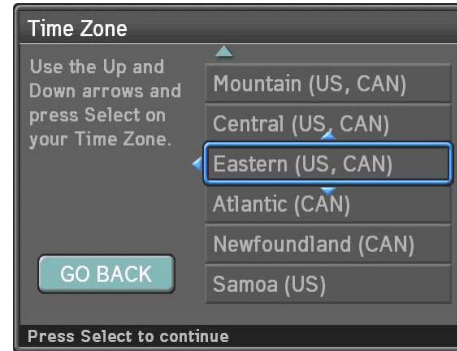 Time Zone
Use the Up and
Down arrows and
press Select on
your Time Zone.
Mountain (US, CAN)
Central (US, CAN)
Eastern (US, CAN)
Atlantic (CAN)
Newfoundland (CAN)
Samoa (US)
GO BACK
Press Select to continue